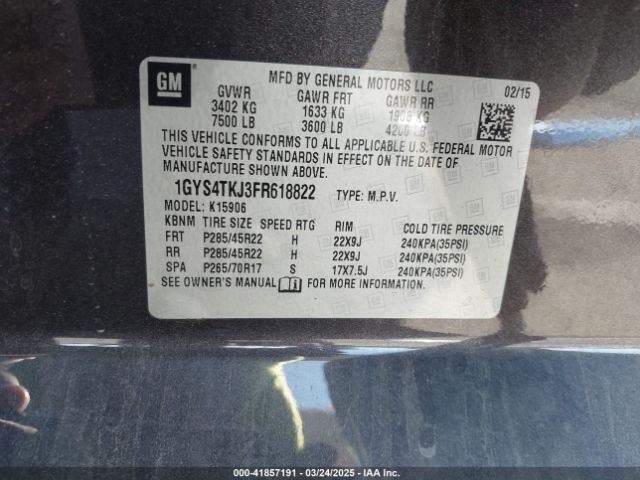 GM
MFD BY GENERAL MOTORS LLC
GVWR GAWR FRT GAWR RR 02/15
3402 KG 1633 KG 1905 KG
7500 LB 3600 LB 4200 LB
THIS VEHICLE CONFORMS TO ALL APPLICABLE U.S. FEDERAL MOTOR
VEHICLE SAFETY STANDARDS IN EFFECT ON THE DATE OF
MANUFACTURE SHOWN ABOVE.
1GYS4TKJ3FR618822 TYPE: M.P.V.
MODEL: K15906
KBNM TIRE SIZE SPEED RTG RIM COLD TIRE PRESSURE
FRT P285/45R22 H 22X9J 240KPA(35PSI)
RR P285/45R22 H 22X9J 240KPA(35PSI)
SPA P265/70R17 S 17X7.5J 240KPA(35PSI)
SEE OWNER'S MANUAL FOR MORE INFORMATION.
000-41857191 - 03/24/2025 - IAA Inc.